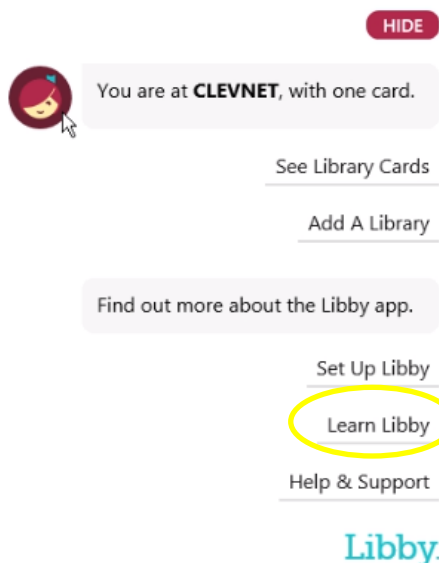 HIDE
You are at CLEVNET, with one card.
See Library Cards
Add A Library
Find out more about the Libby app.
Set Up Libby
Learn Libby
Help & Support
Libby.